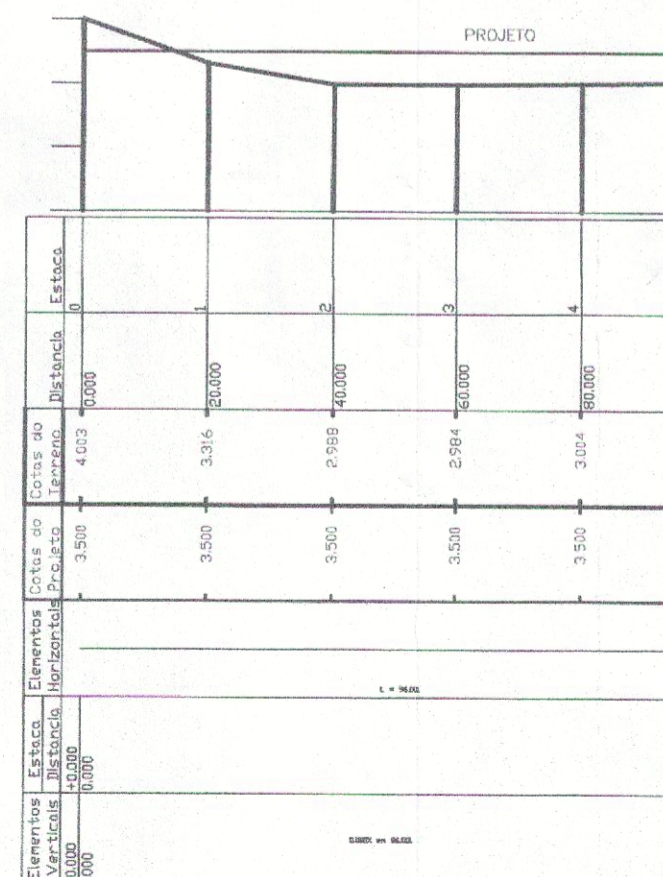 PROJETO
Estaca
0
1
2
3
4
Distancia
0.000
20.000
40.000
60.000
80.000
Cotas do
Terreno
4.003
3.316
2.988
2.984
3.004
Cotas do
Projeto
3.500
3.500
3.500
3.500
3.500
Elementos
Horizontais
Estaca
Distancia
+0.000
0.000
Elementos
Verticais